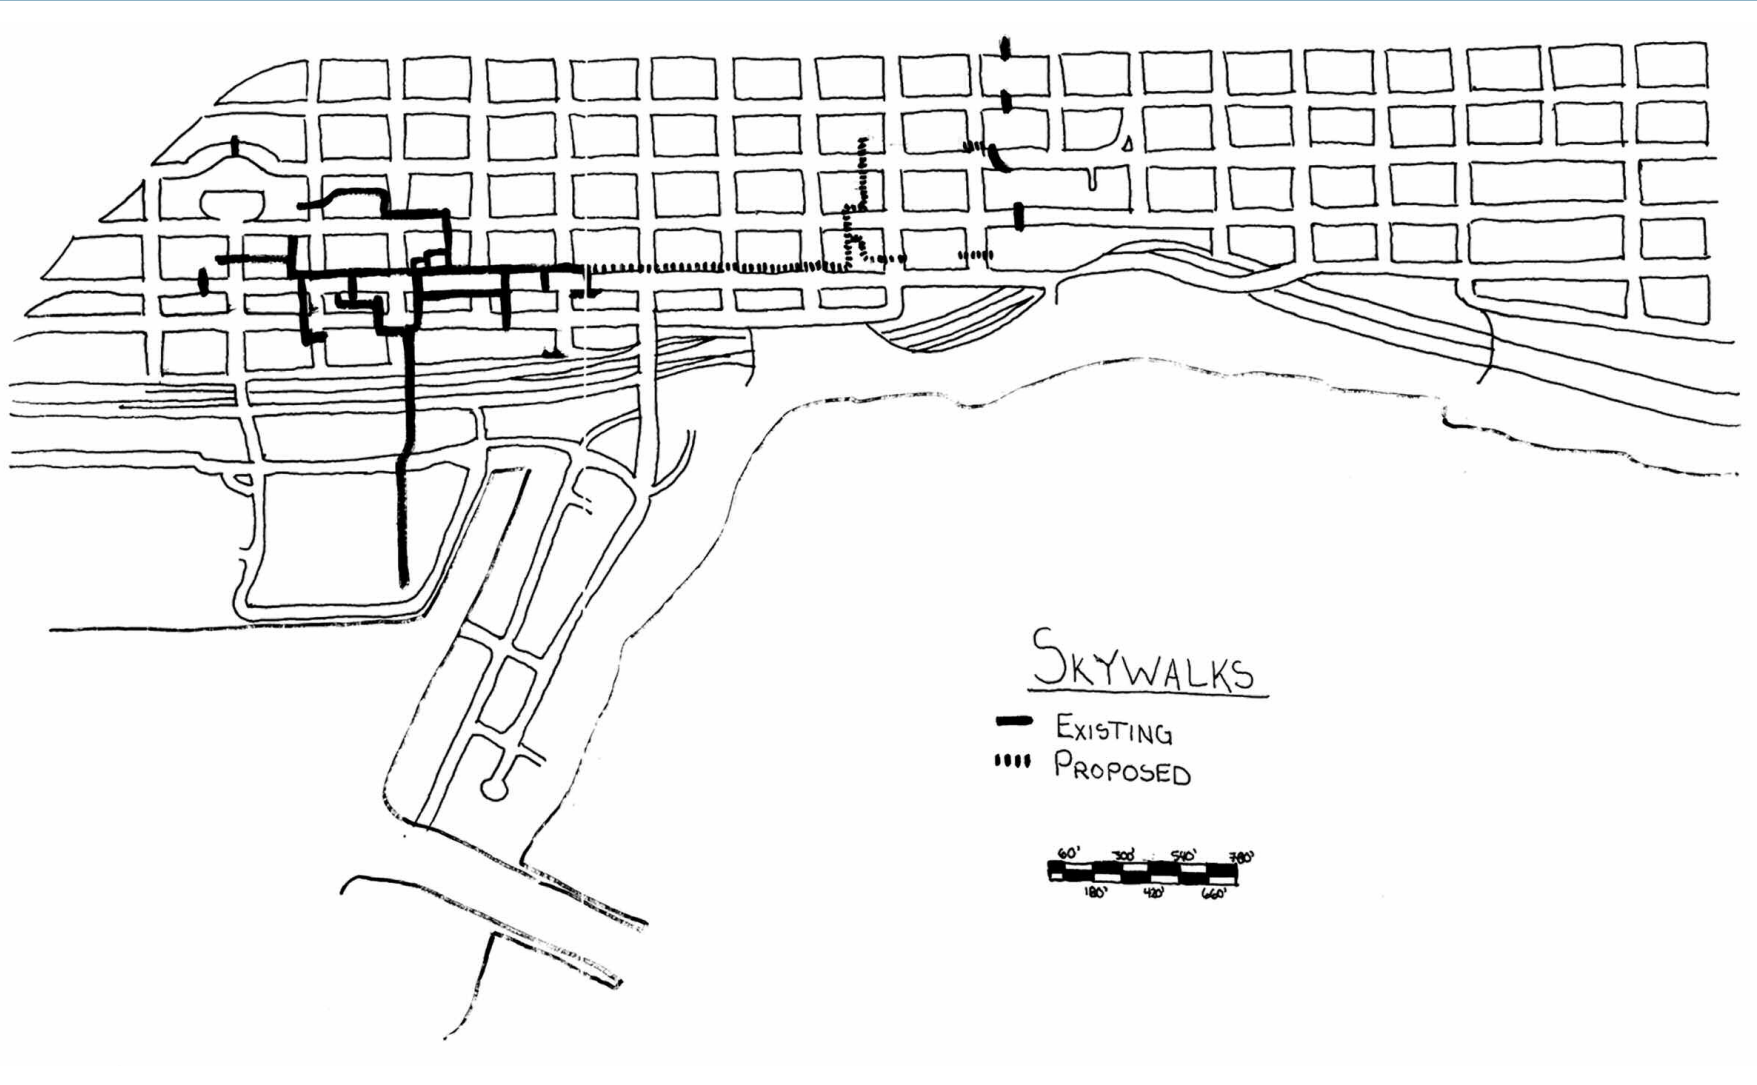 SKYWALKS
EXISTING
PROPOSED
60' 300' 540' 780'
180' 420' 660'